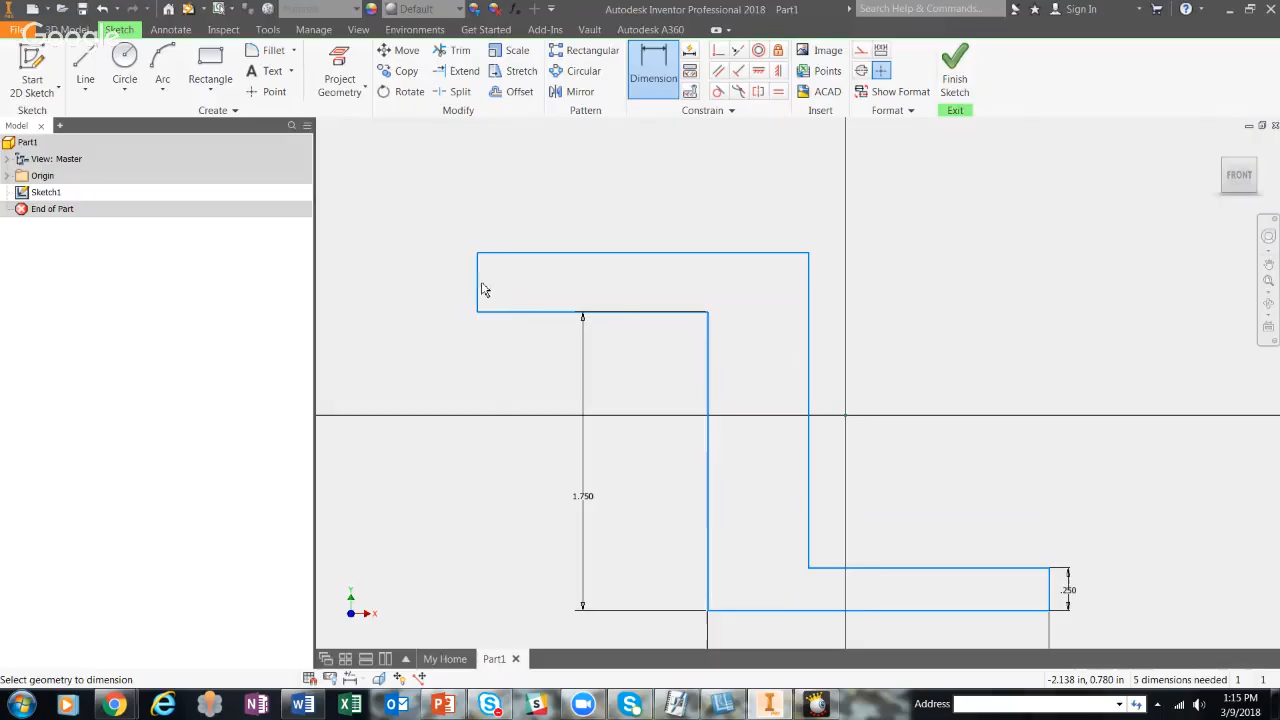 Material
Default
Autodesk Inventor Professional 2018 Part1
Search Help & Commands...
Sign In
File
Google
3D Model
Sketch
Annotate
Inspect
Tools
Manage
View
Environments
Get Started
Add-Ins
Vault
Autodesk A360
Start
2D Sketch
Line
Circle
Arc
Rectangle
Fillet
Text
Point
Project
Geometry
Move
Trim
Scale
Copy
Extend
Stretch
Rotate
Split
Offset
Rectangular
Circular
Mirror
Dimension
Image
Points
ACAD
Show Format
Finish
Sketch
Sketch
Create
Modify
Pattern
Constrain
Insert
Format
Exit
Model
Part1
View: Master
Origin
Sketch1
End of Part
FRONT
1.750
.250
Y
X
My Home
Part1
Select geometry to dimension
-2.138 in, 0.780 in
5 dimensions needed
1
1
Address
1:15 PM
3/9/2018